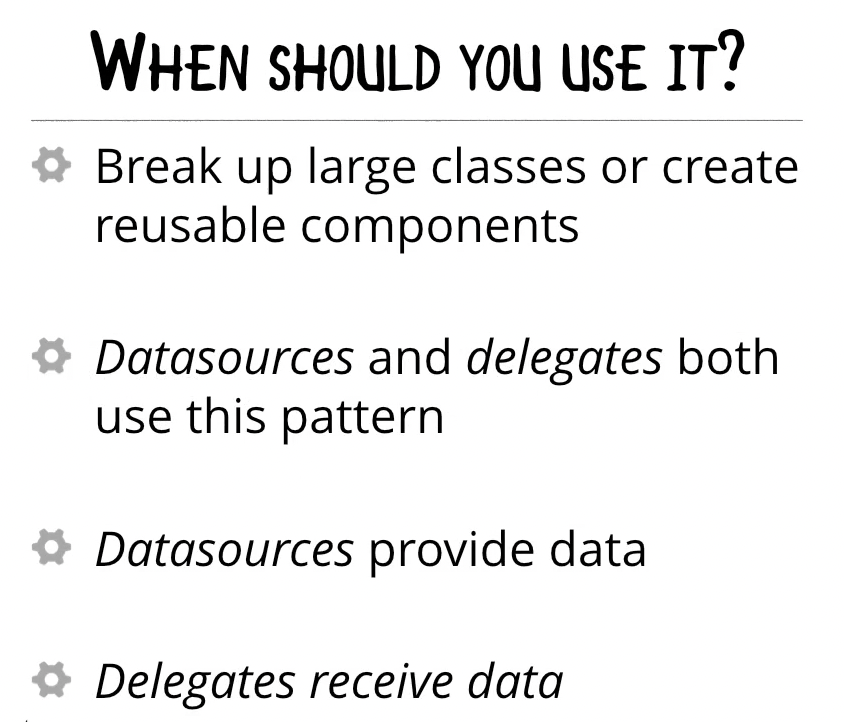 WHEN SHOULD YOU USE IT?
Break up large classes or create
reusable components
Datasources and delegates both
use this pattern
Datasources provide data
Delegates receive data